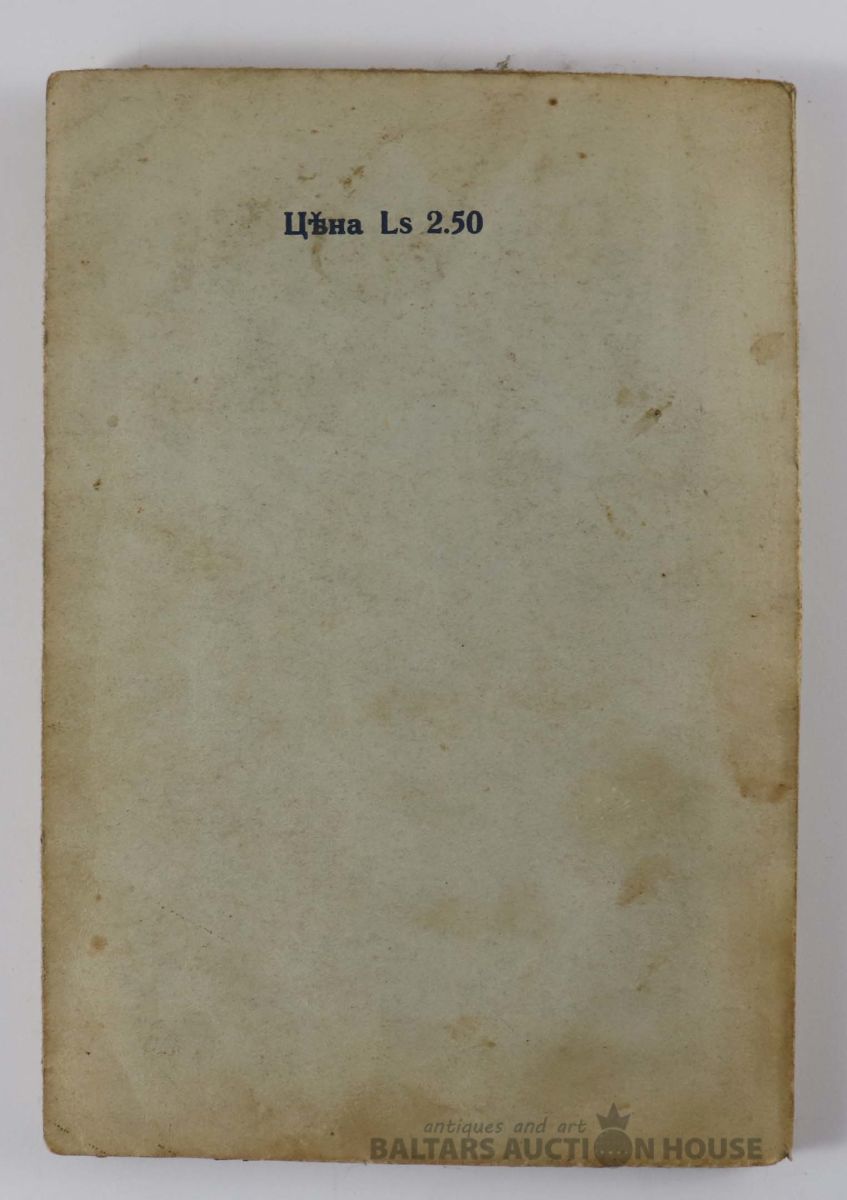 Цѣна Ls 2.50
antiques and art
BALTARS AUCTION HOUSE